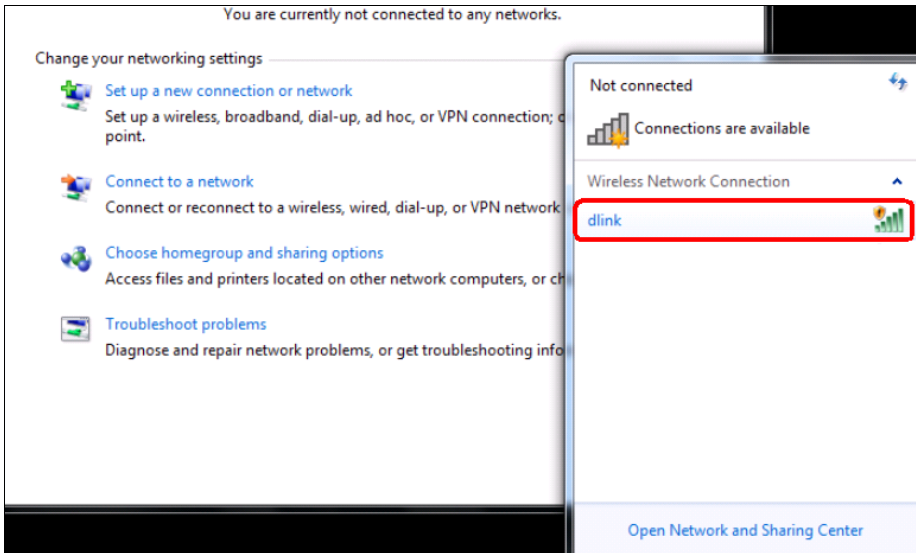 You are currently not connected to any networks.
Change your networking settings
Set up a new connection or network
Set up a wireless, broadband, dial-up, ad hoc, or VPN connection;
point.
Connect to a network
Connect or reconnect to a wireless, wired, dial-up, or VPN network
Choose homegroup and sharing options
Access files and printers located on other network computers, or
Troubleshoot problems
Diagnose and repair network problems, or get troubleshooting
Not connected
Connections are available
Wireless Network Connection
dlink
Open Network and Sharing Center